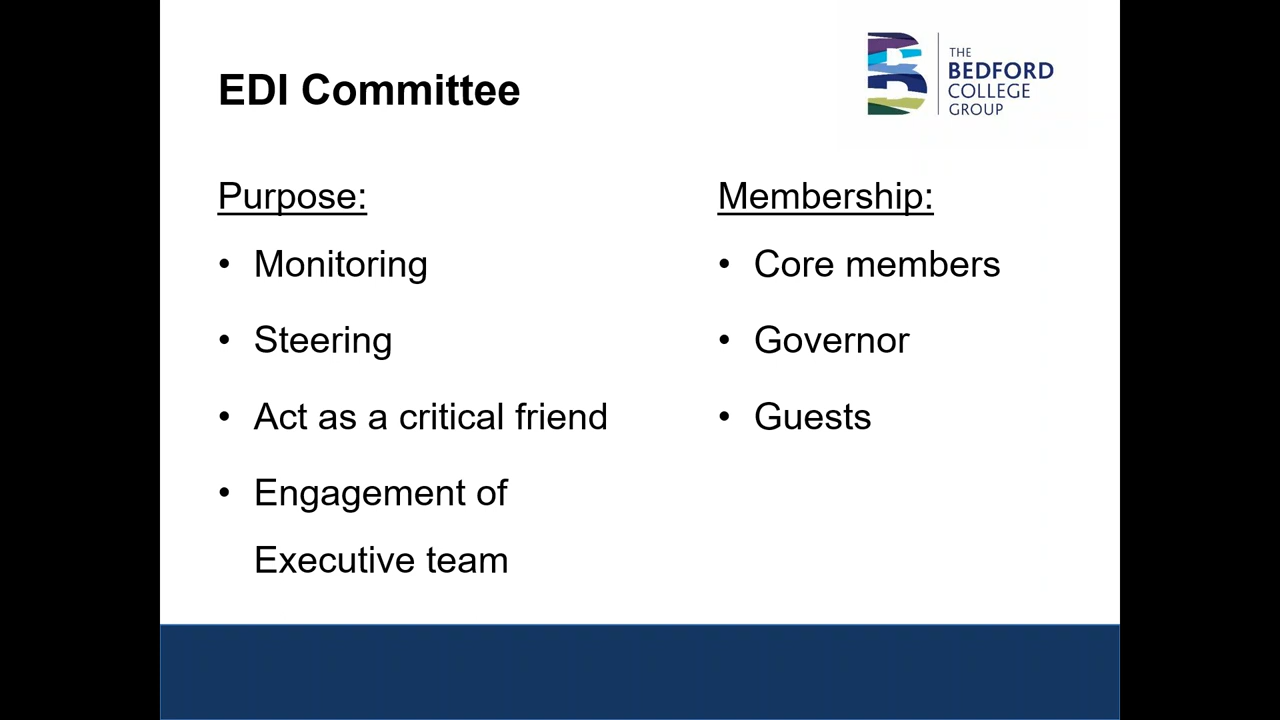 EDI Committee
THE
BEDFORD
COLLEGE
GROUP
Purpose:
• Monitoring
• Steering
• Act as a critical friend
• Engagement of
Executive team
Membership:
• Core members
• Governor
• Guests